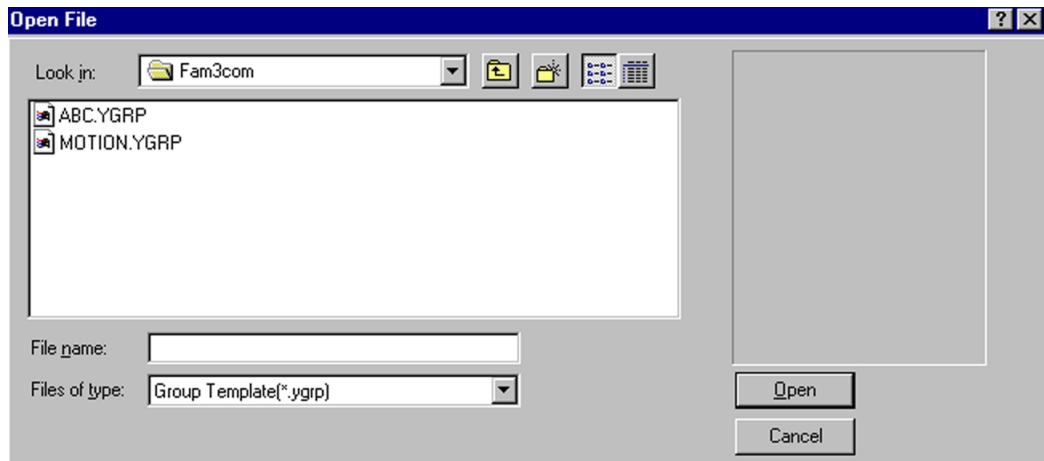 Open File
Look in:
Fam3com
ABC.YGRP
MOTION.YGRP
File name:
Files of type:
Group Template(*.ygrp)
Open
Cancel